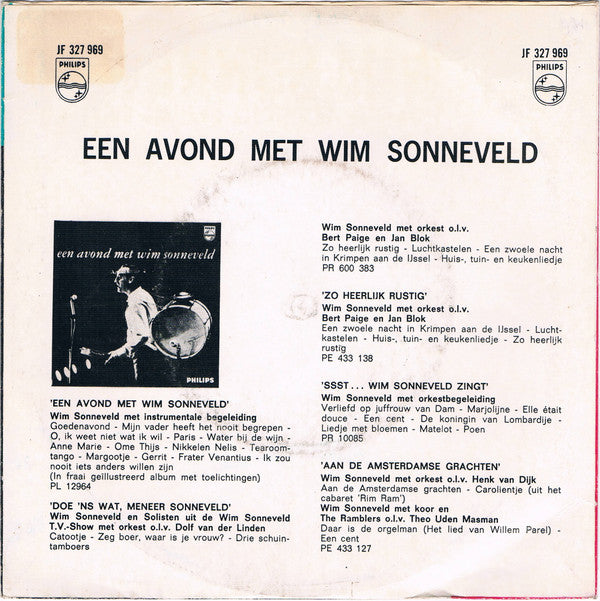 JF 327 969
PHILIPS
JF 327 969
PHILIPS
EEN AVOND MET WIM SONNEVELD
PHILIPS
een avond met wim sonneveld
PHILIPS
'EEN AVOND MET WIM SONNEVELD'
Wim Sonneveld met instrumentale begeleiding
Goedenavond - Mijn vader heeft het nooit begrepen -
O, ik weet niet wat ik wil - Paris - Water bij de wijn -
Anne Marie - Ome Thijs - Nikkelen Nelis - Tearoom-
tango - Margootje - Gerrit - Frater Venantius - Ik zou
nooit iets anders willen zijn
(In fraai geïllustreerd album met toelichtingen)
PL 12964
'DOE 'NS WAT, MENEER SONNEVELD'
Wim Sonneveld en Solisten uit de Wim Sonneveld
T.V.-Show met orkest o.l.v. Dolf van der Linden
Catootje - Zeg boer, waar is je vrouw? - Drie schuin-
tamboers
Wim Sonneveld met orkest o.l.v.
Bert Paige en Jan Blok
Zo heerlijk rustig - Luchtkastelen - Een zwoele nacht
in Krimpen aan de IJssel - Huis-, tuin- en keukenliedje
PR 600 383
'ZO HEERLIJK RUSTIG'
Wim Sonneveld met orkest o.l.v.
Bert Paige en Jan Blok
Een zwoele nacht in Krimpen aan de IJssel - Lucht-
kastelen - Huis-, tuin- en keukenliedje - Zo heerlijk
rustig
PE 433 138
'SSST... WIM SONNEVELD ZINGT'
Wim Sonneveld met orkestbegeleiding
Verliefd op juffrouw van Dam - Marjolijne - Elle était
douce - Een cent - De koningin van Lombardije -
Liedje met bloemen - Matelot - Poen
PR 10085
'AAN DE AMSTERDAMSE GRACHTEN'
Wim Sonneveld met orkest o.l.v. Henk van Dijk
Aan de Amsterdamse grachten - Carolientje (uit het
cabaret 'Rim Ram')
Wim Sonneveld met koor en
The Ramblers o.l.v. Theo Uden Masman
Daar is de orgelman (Het lied van Willem Parel) -
Een cent
PE 433 127